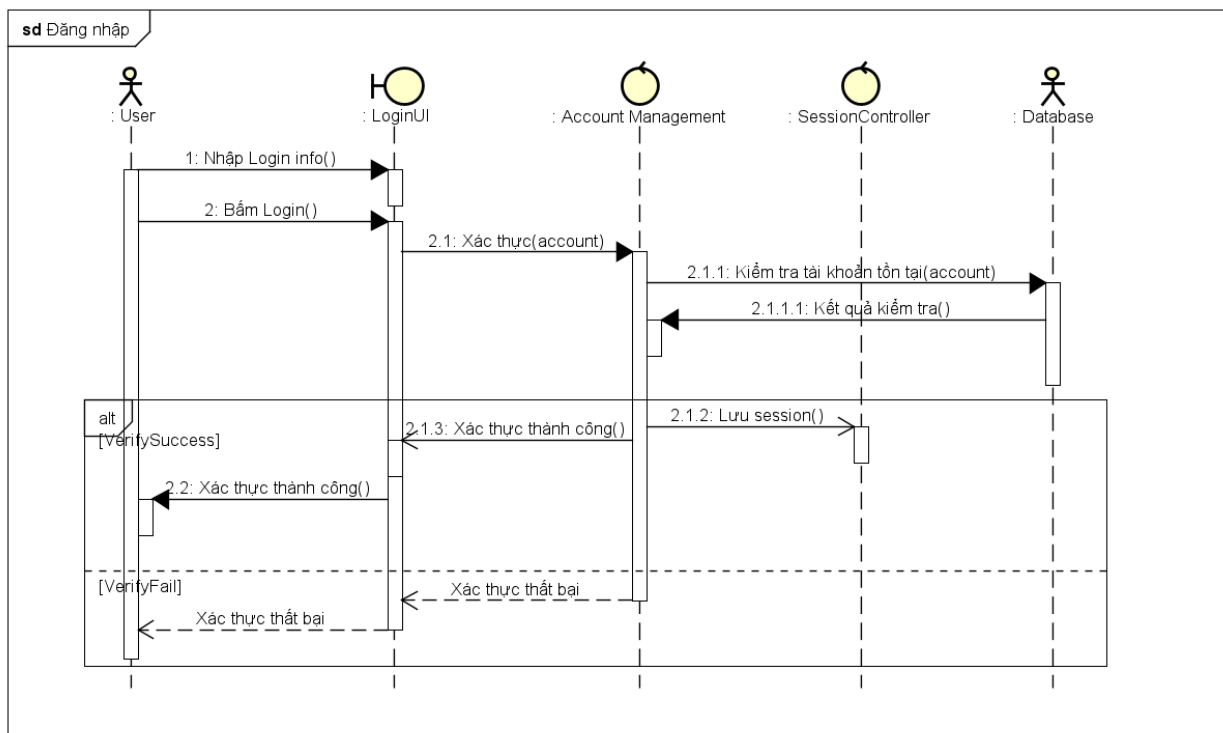 sd Đăng nhập
: User
: LoginUI
: Account Management
: SessionController
: Database
1: Nhập Login info()
2: Bấm Login()
2.1: Xác thực(account)
2.1.1: Kiểm tra tài khoản tồn tại(account)
2.1.1.1: Kết quả kiểm tra()
alt
[VerifySuccess]
2.1.2: Lưu session()
2.1.3: Xác thực thành công()
2.2: Xác thực thành công()
[VerifyFail]
Xác thực thất bại
Xác thực thất bại